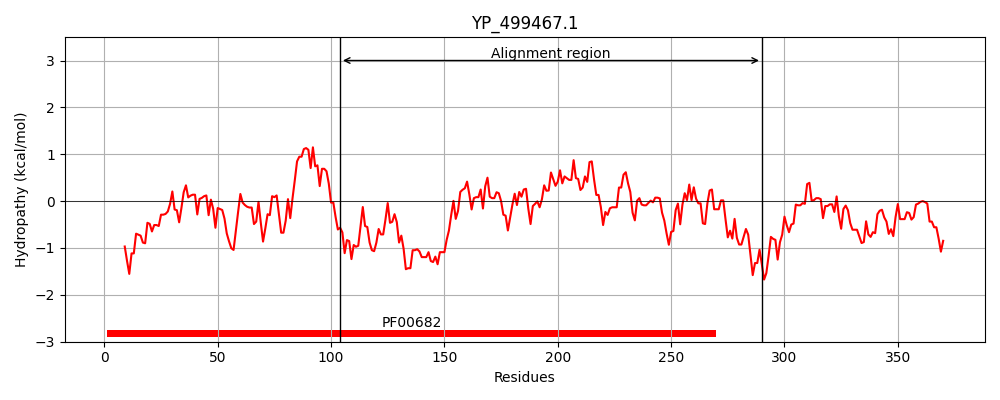 YP_499467.1
Alignment region
Hydropathy (kcal/mol)
3
2
1
0
−1
−2
−3
PF00682
0 50 100 150 200 250 300 350
Residues